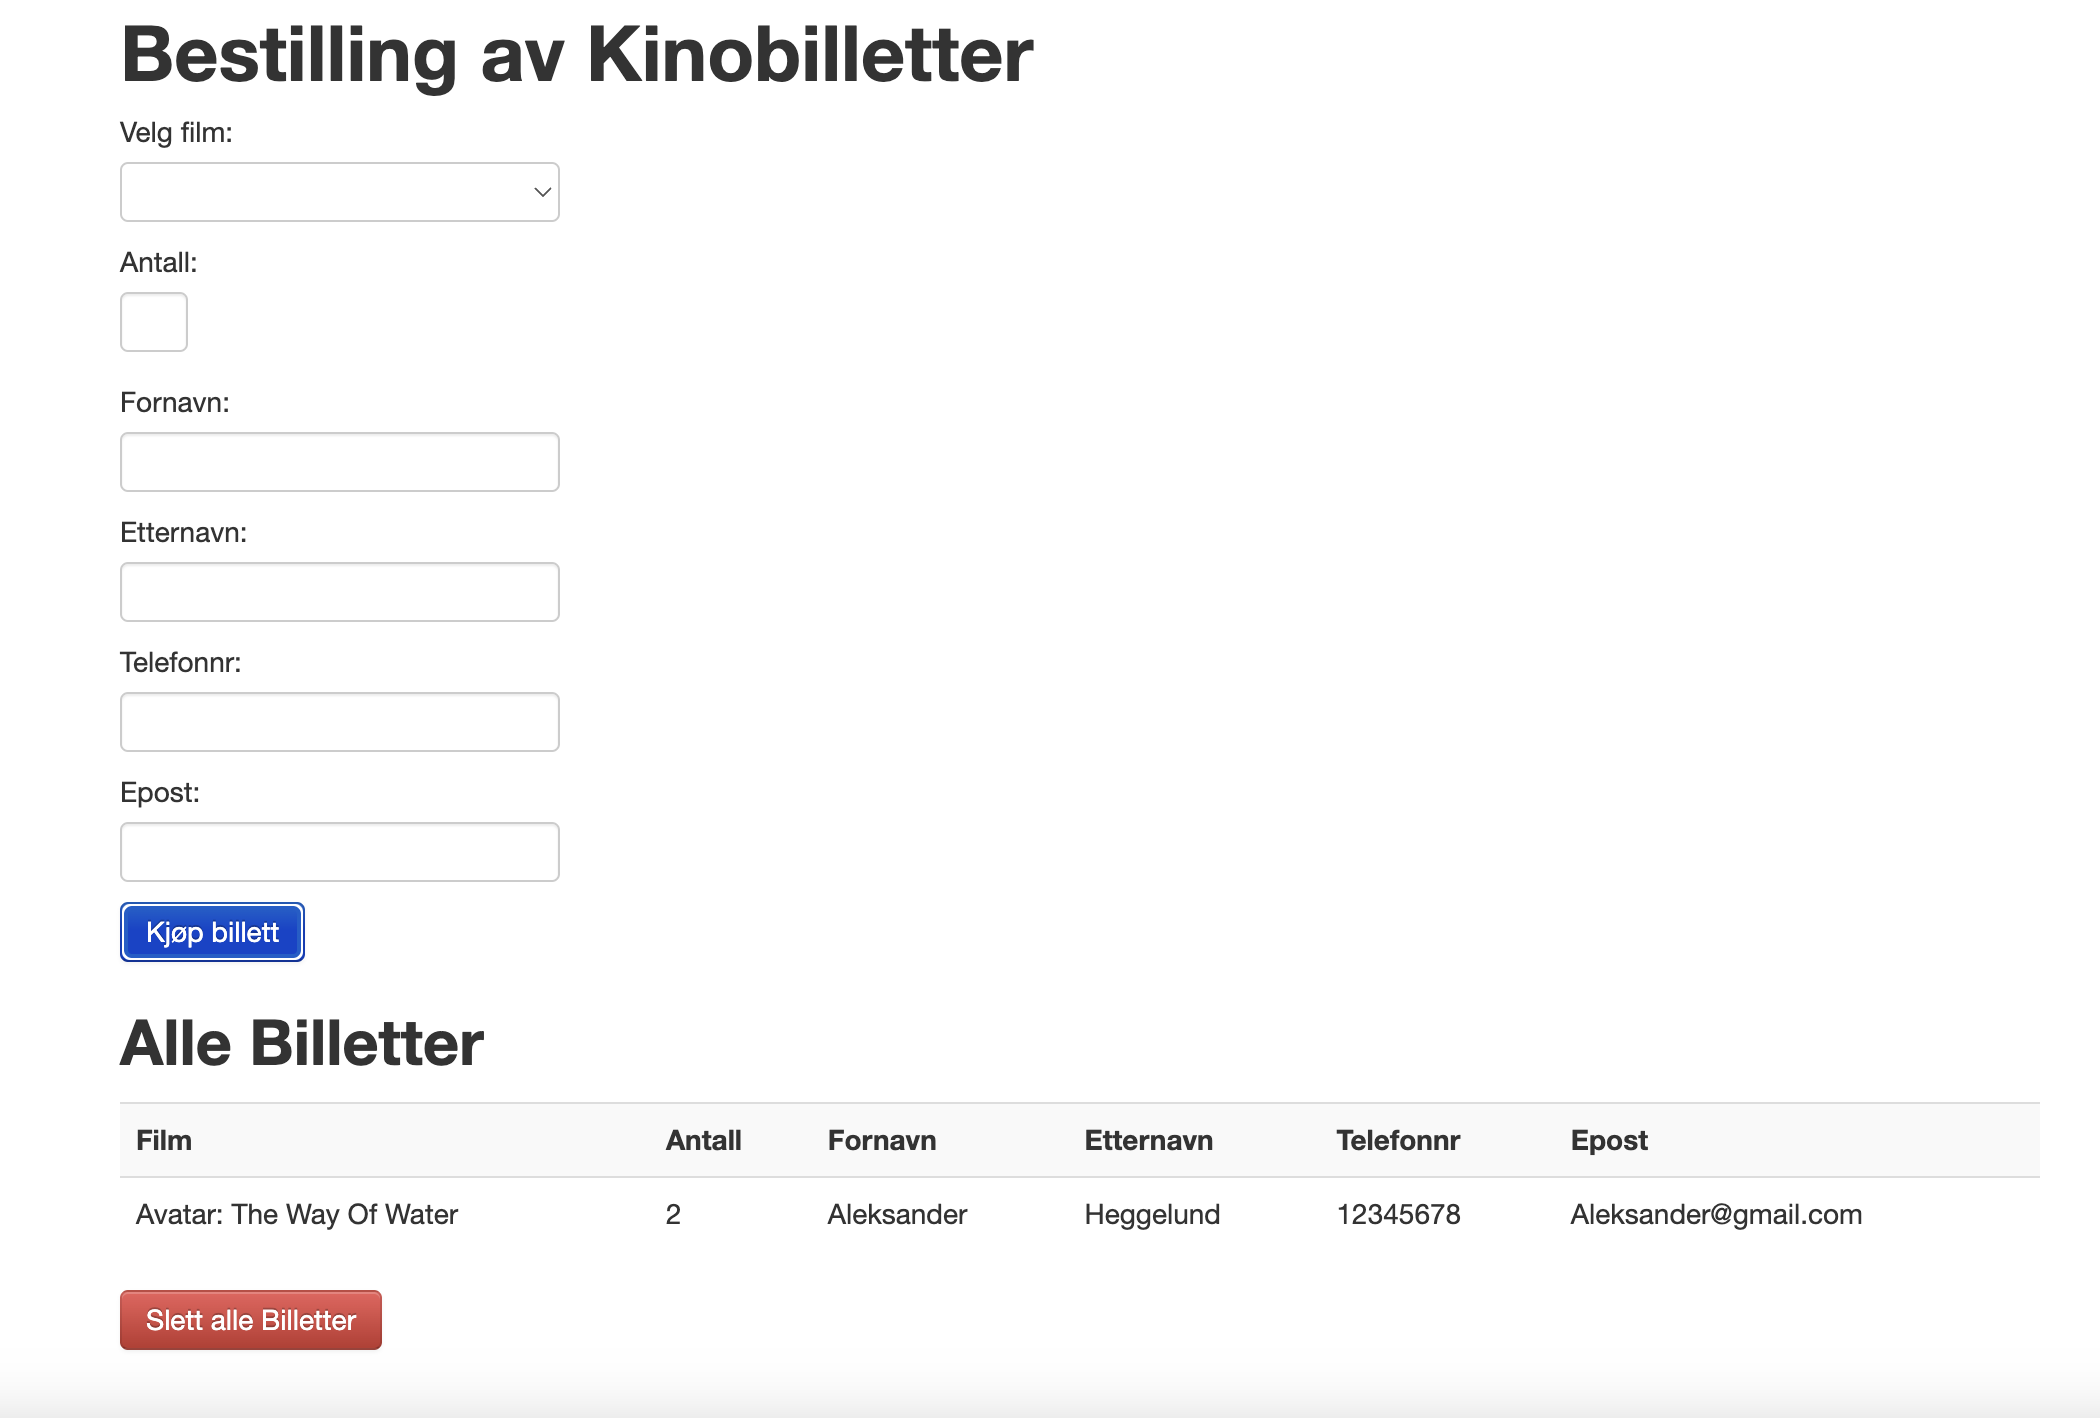 Bestilling av Kinobilletter
Velg film:
Antall:
Fornavn:
Etternavn:
Telefonnr:
Epost:
Kjøp billett
Alle Billetter
Film Antall Fornavn Etternavn Telefonnr Epost
Avatar: The Way Of Water 2 Aleksander Heggelund 12345678 Aleksander@gmail.com
Slett alle Billetter